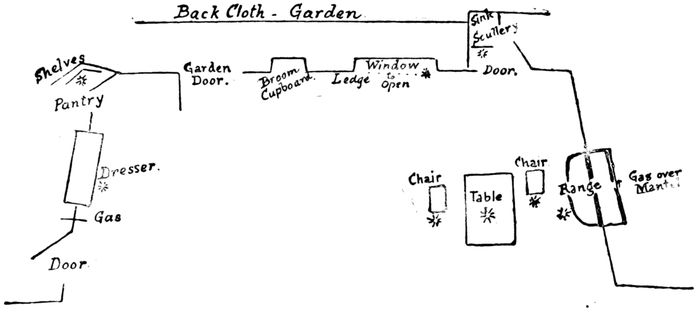 Back Cloth - Garden.
Sink
Scullery
Door.
Shelves
Pantry
Garden
Door.
Broom
Cupboard.
Ledge
Window
to
Open
Dresser.
Gas
Door.
Chair
Table
Chair
Range
Gas over
Mantel